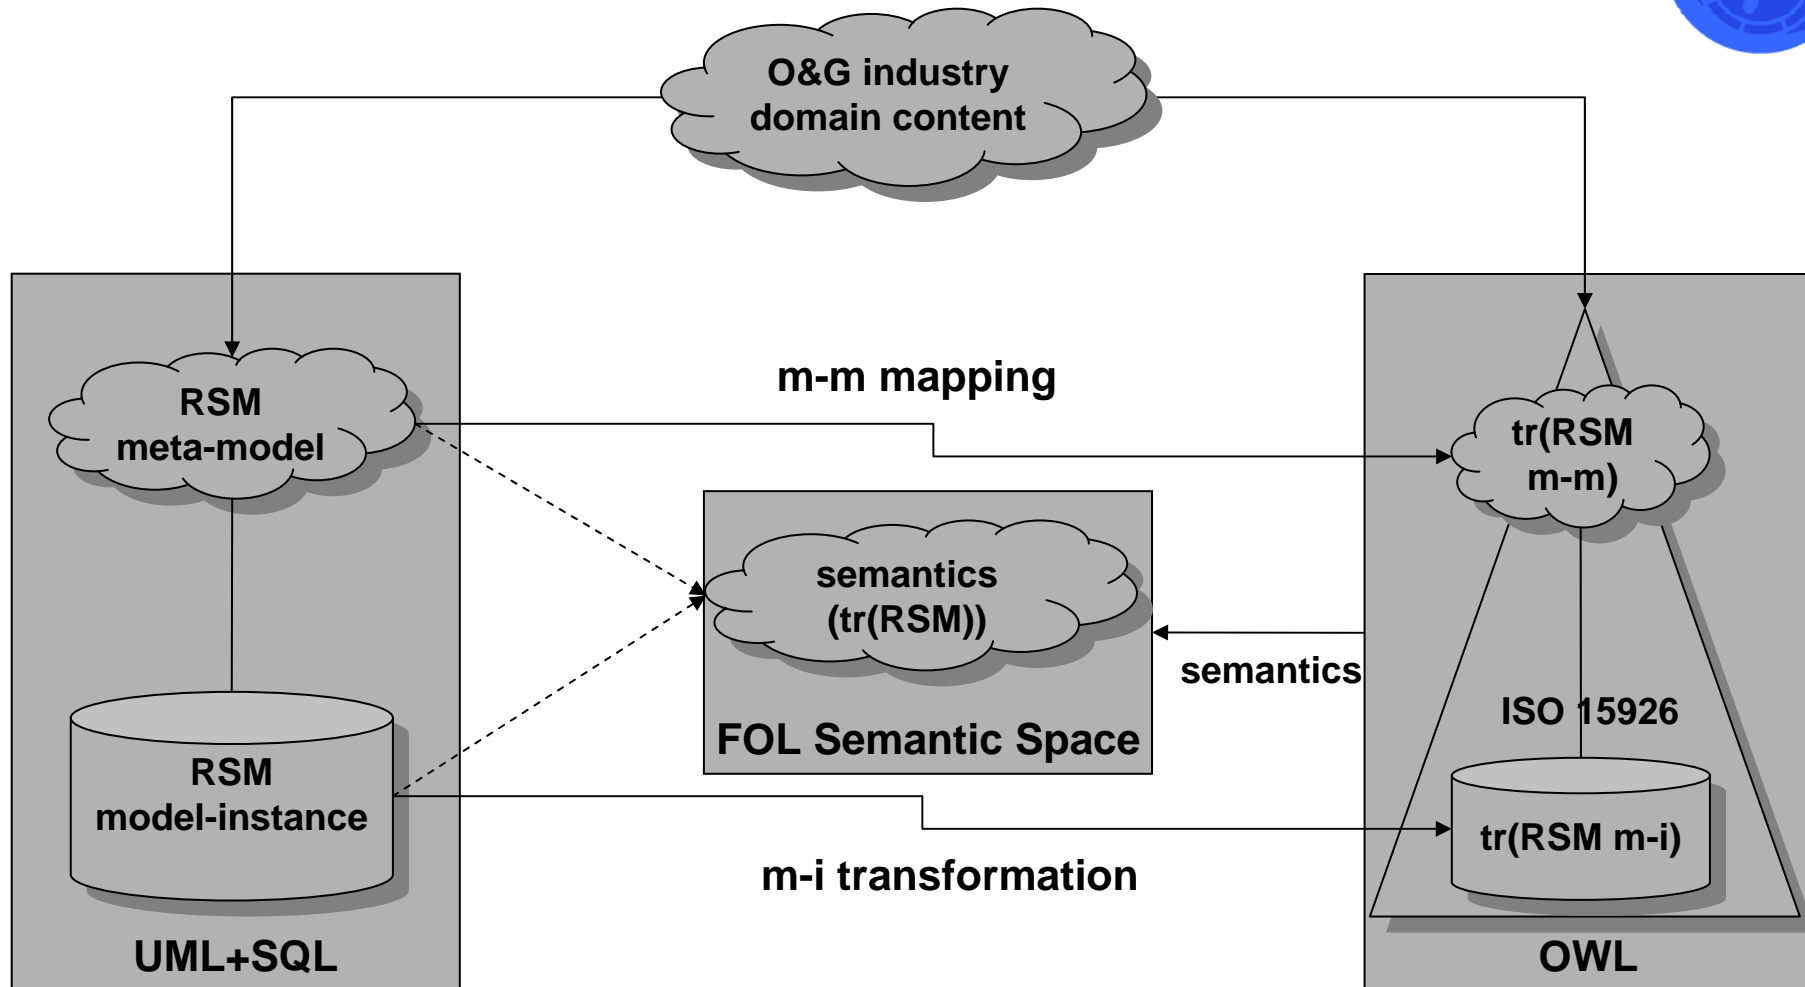 O&G industry
domain content
m-m mapping
RSM
meta-model
tr(RSM
m-m)
semantics
(tr(RSM))
semantics
FOL Semantic Space
ISO 15926
RSM
model-instance
tr(RSM m-i)
m-i transformation
UML+SQL
OWL